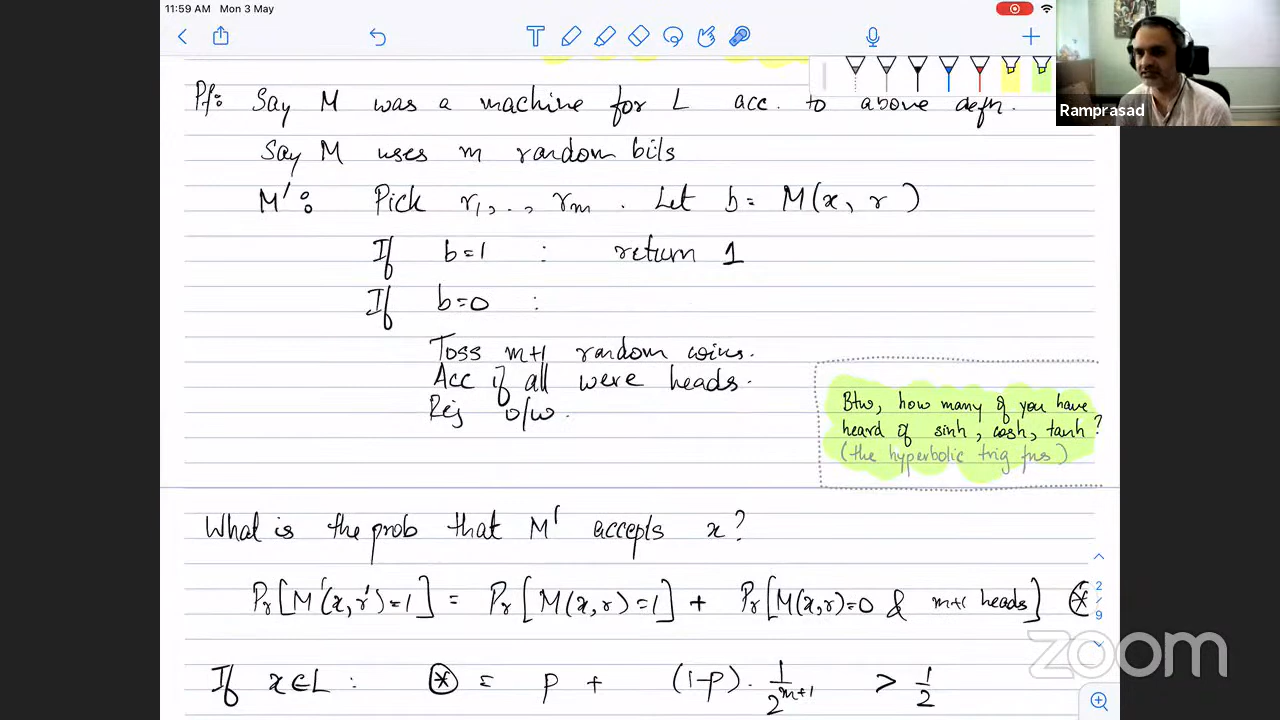 11:59 AM Mon 3 May
Ramprasad
Pf: Say M was a machine for L acc. to above defn.
Say M uses m random bits
M': Pick r1, .., rm. Let b = M(x, r )
If b=1 : return 1
If b=0 :
Toss m+1 random coins.
Acc if all were heads.
Rej o/w.
Btw, how many of you have
heard of sinh, cosh, tanh?
(the hyperbolic trig fns)
What is the prob that M' accepts x?
Pr[M'(x,r')=1] = Pr[M(x,r)=1] + Pr[M(x,r)=0 & m+1 heads] ⊛
2/9
If x∈L : ⊛ = p + (1-p). 1/2^{m+1} > 1/2
zoom